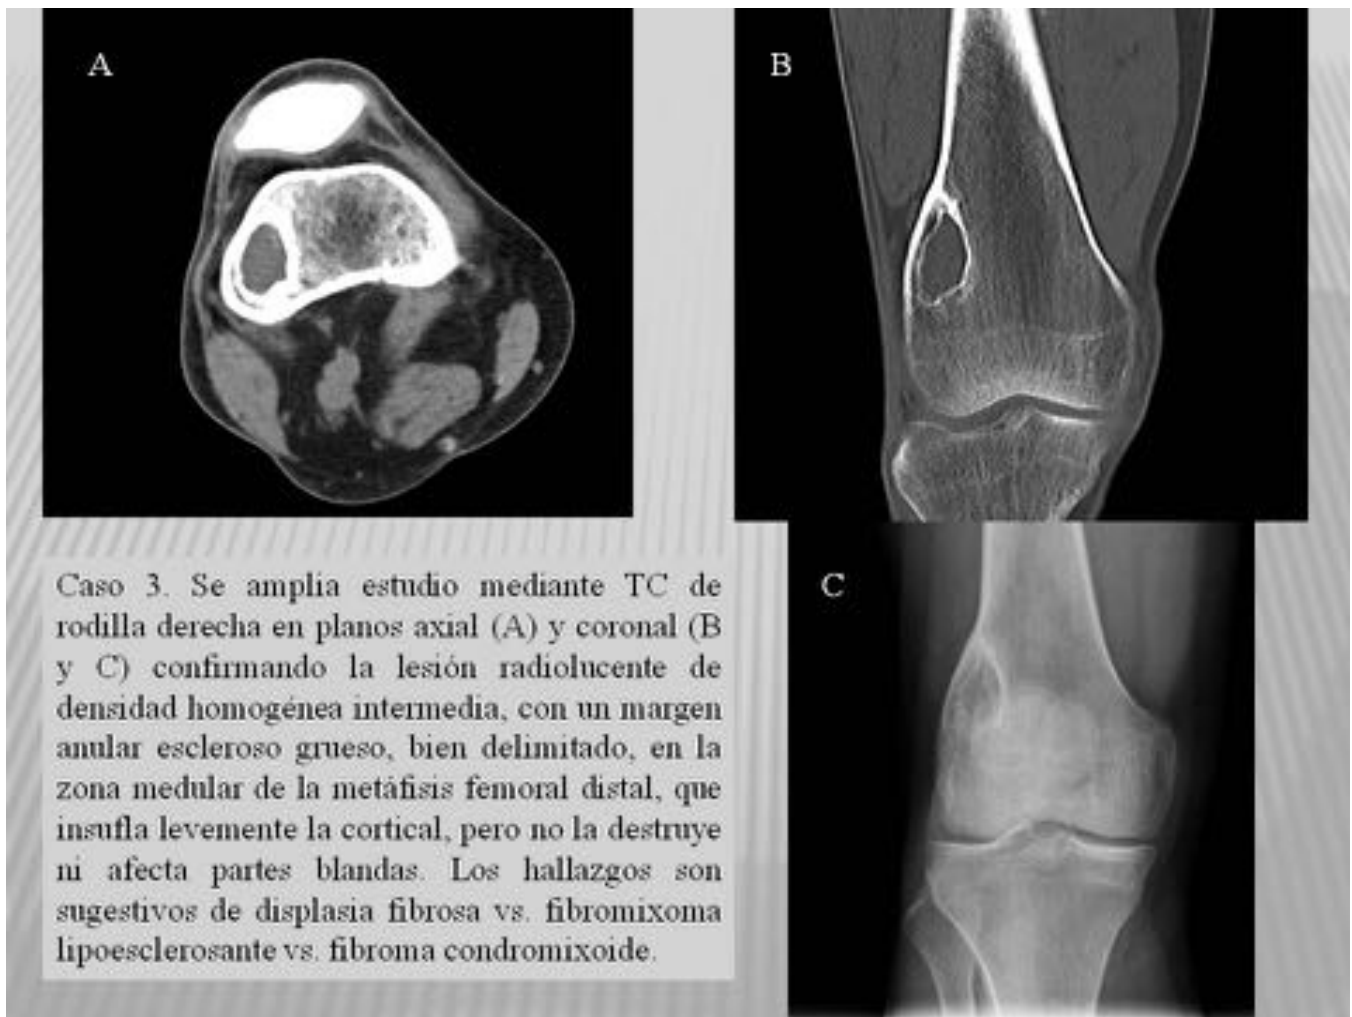 A
B
Caso 3. Se amplia estudio mediante TC de
rodilla derecha en planos axial (A) y coronal (B
y C) confirmando la lesión radiolucente de
densidad homogénea intermedia, con un margen
anular escleroso grueso, bien delimitado, en la
zona medular de la metáfisis femoral distal, que
insufla levemente la cortical, pero no la destruye
ni afecta partes blandas. Los hallazgos son
sugestivos de displasia fibrosa vs. fibromixoma
lipoesclerosante vs. fibroma condromixoide.
C